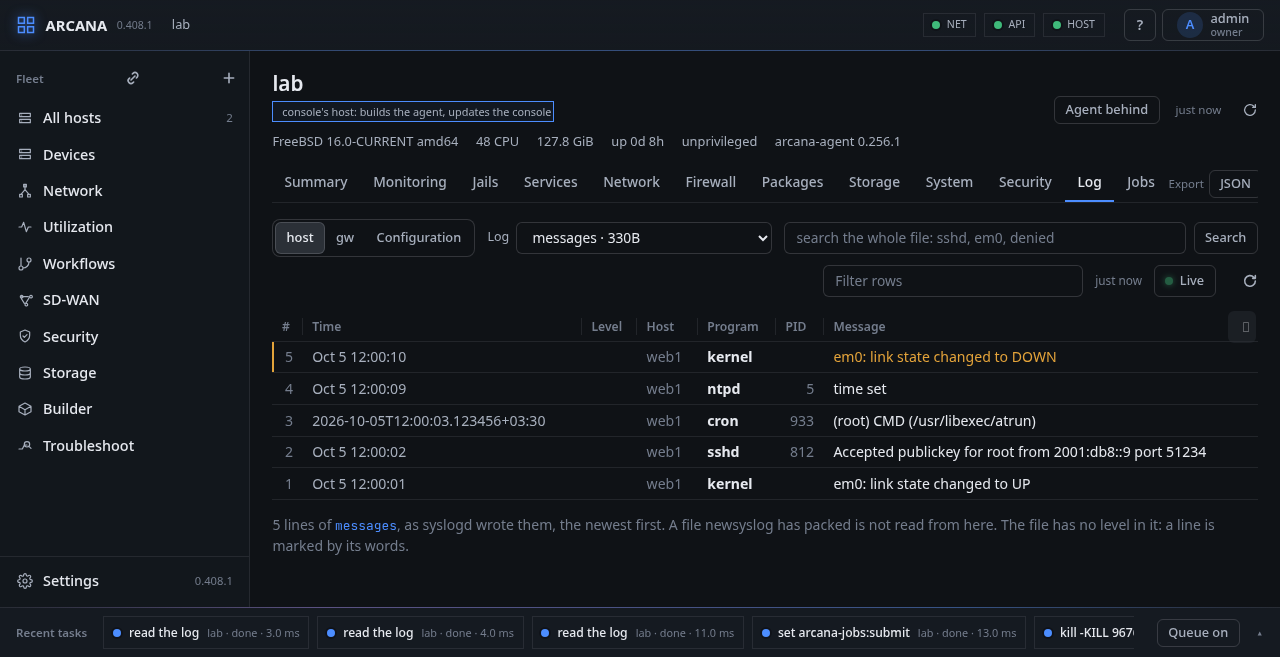 ARCANA 0.408.1 lab NET API HOST ? A admin
owner
Fleet
All hosts 2
Devices
Network
Utilization
Workflows
SD-WAN
Security
Storage
Builder
Troubleshoot
Settings 0.408.1
lab
console's host: builds the agent, updates the console
Agent behind just now
FreeBSD 16.0-CURRENT amd64 48 CPU 127.8 GiB up 0d 8h unprivileged arcana-agent 0.256.1
Summary Monitoring Jails Services Network Firewall Packages Storage System Security Log Jobs Export JSON
host gw Configuration Log messages · 330B search the whole file: sshd, em0, denied Search
Filter rows just now Live
# Time Level Host Program PID Message
5 Oct 5 12:00:10 web1 kernel em0: link state changed to DOWN
4 Oct 5 12:00:09 web1 ntpd 5 time set
3 2026-10-05T12:00:03.123456+03:30 web1 cron 933 (root) CMD (/usr/libexec/atrun)
2 Oct 5 12:00:02 web1 sshd 812 Accepted publickey for root from 2001:db8::9 port 51234
1 Oct 5 12:00:01 web1 kernel em0: link state changed to UP
5 lines of messages, as syslogd wrote them, the newest first. A file newsyslog has packed is not read from here. The file has no level in it: a line is
marked by its words.
Recent tasks read the log lab · done · 3.0 ms read the log lab · done · 4.0 ms read the log lab · done · 11.0 ms set arcana-jobs:submit lab · done · 13.0 ms kill -KILL 967 Queue on